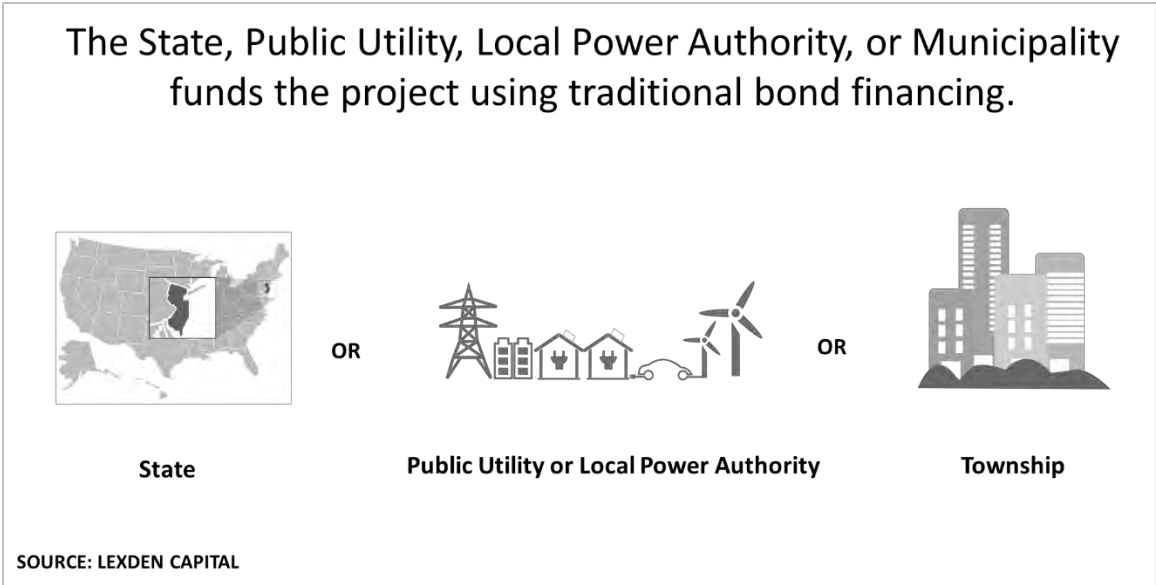 The State, Public Utility, Local Power Authority, or Municipality
funds the project using traditional bond financing.
OR
OR
State
Public Utility or Local Power Authority
Township
SOURCE: LEXDEN CAPITAL